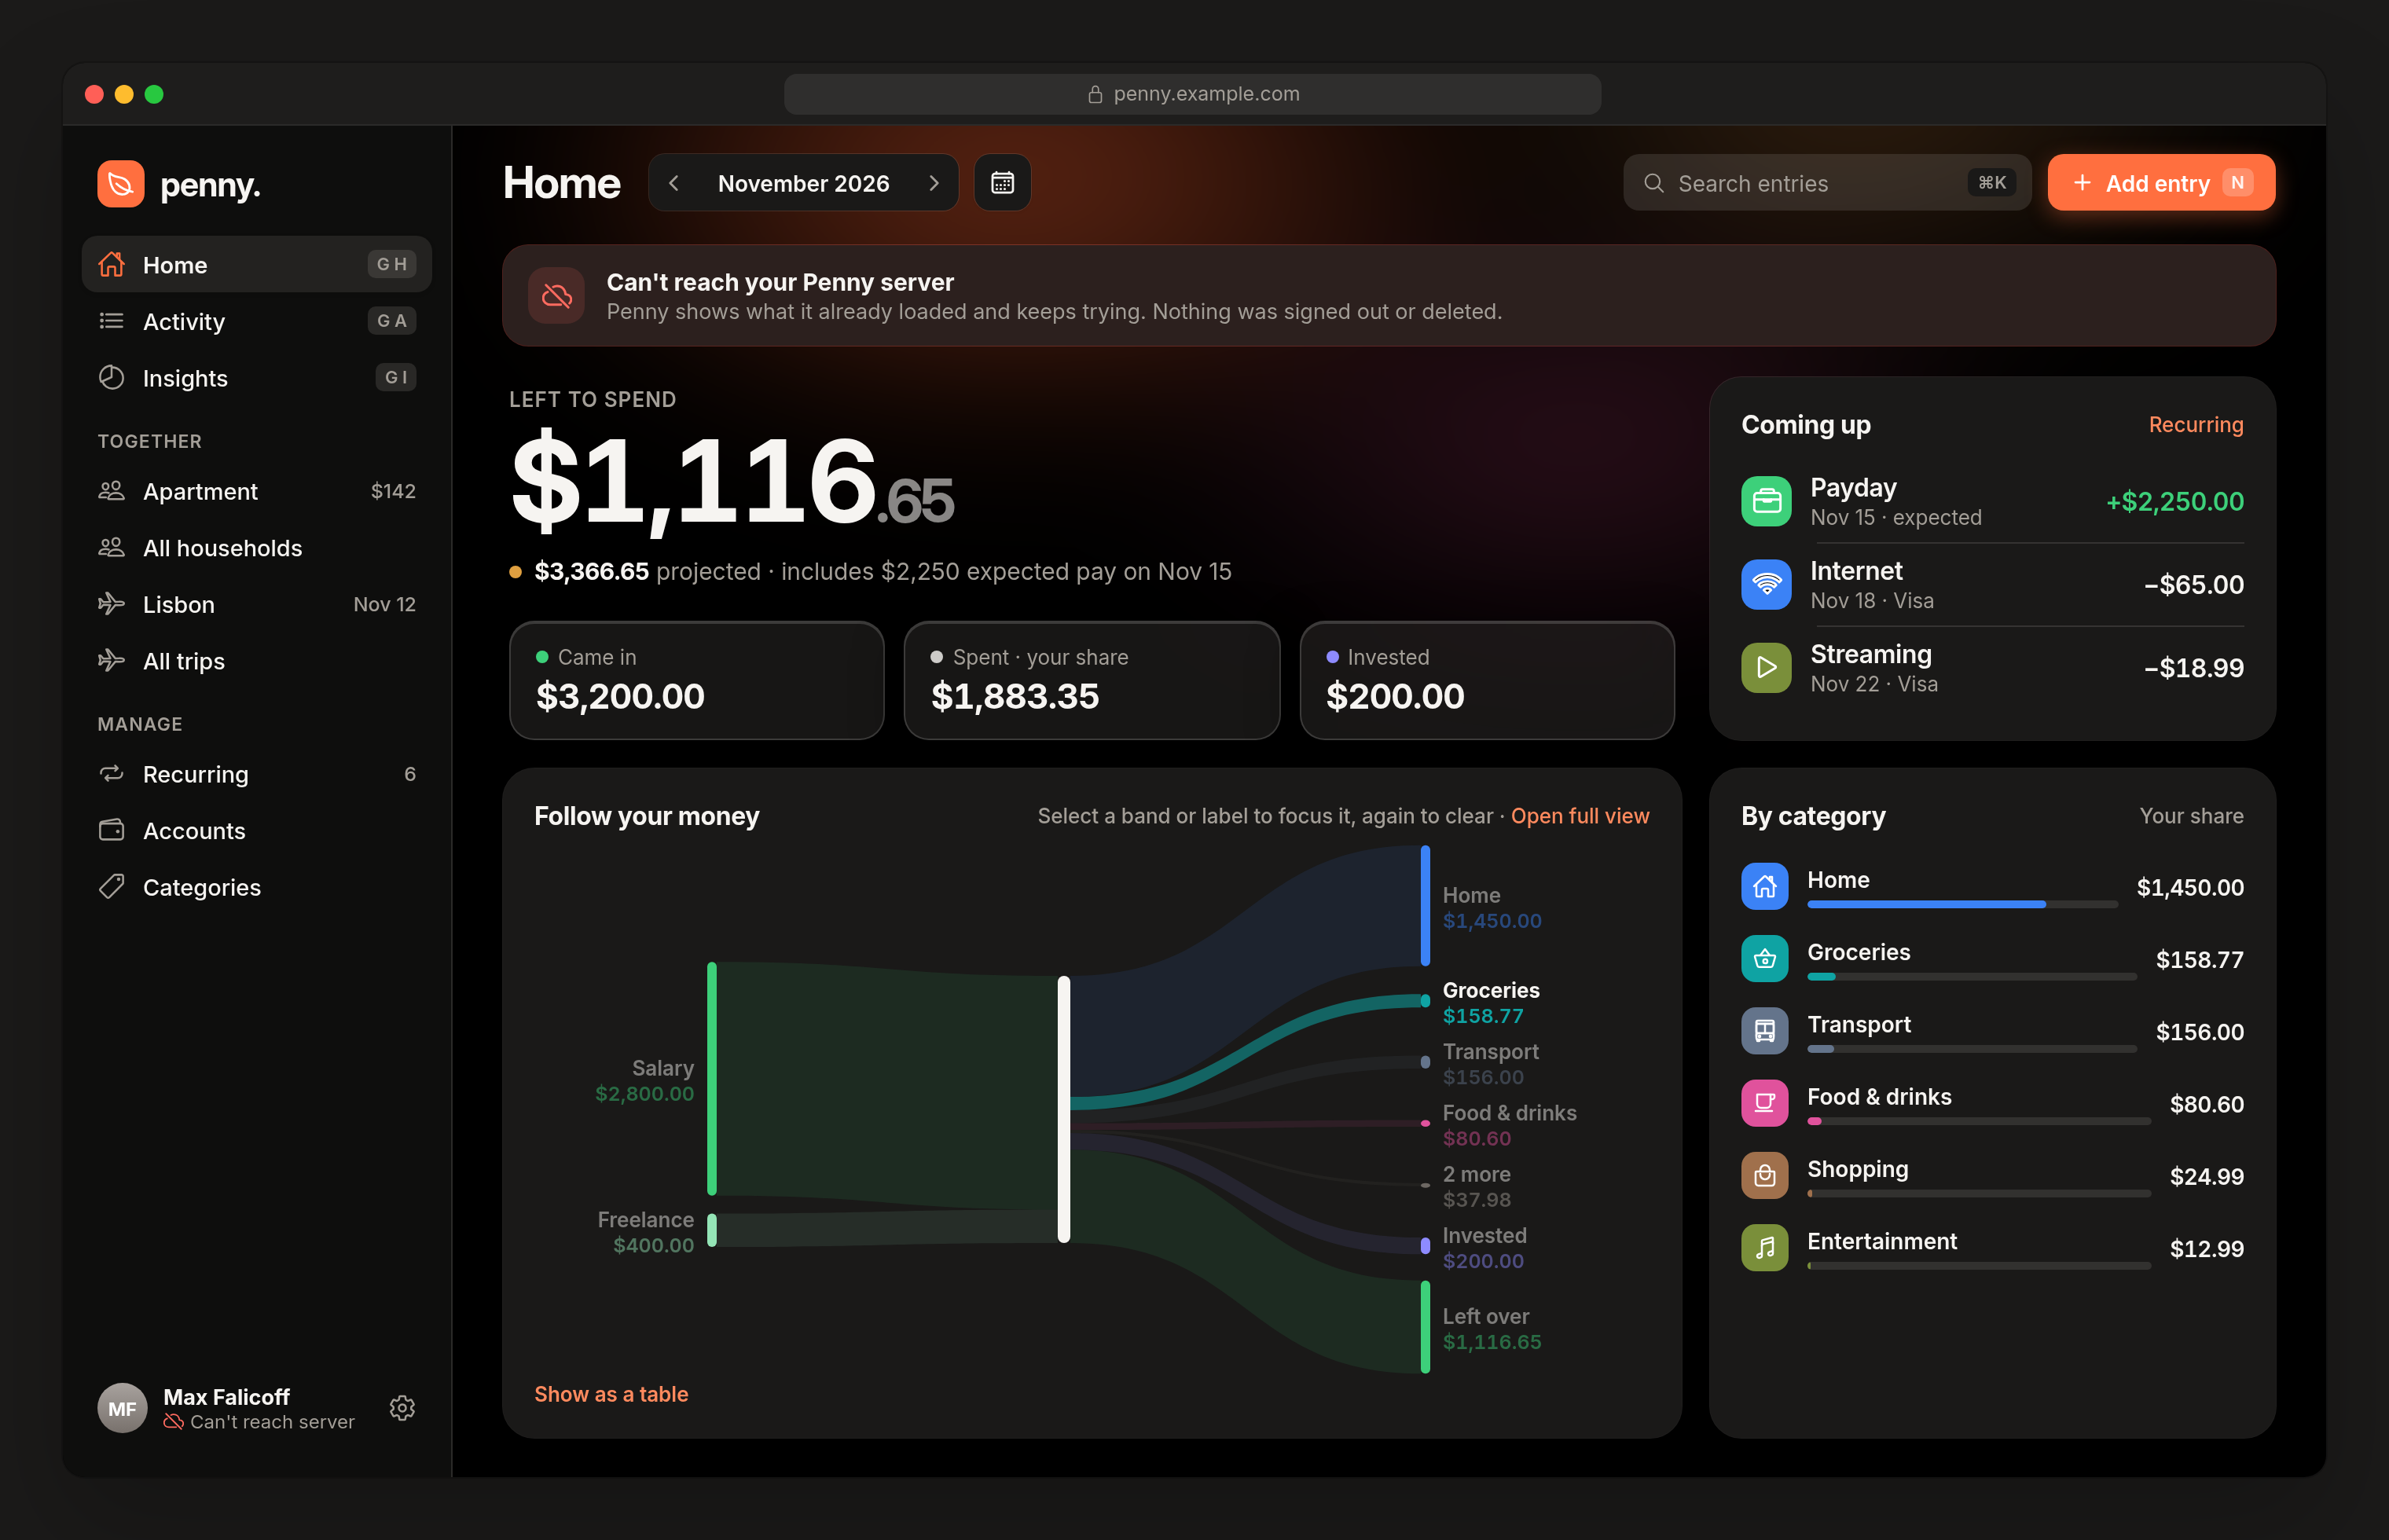 penny.example.com
penny.
Home G H
Activity G A
Insights G I
TOGETHER
Apartment $142
All households
Lisbon Nov 12
All trips
MANAGE
Recurring 6
Accounts
Categories
MF
Max Falicoff
Can't reach server
Home
November 2026
Search entries ⌘K
+ Add entry N
Can't reach your Penny server
Penny shows what it already loaded and keeps trying. Nothing was signed out or deleted.
LEFT TO SPEND
$1,116.65
$3,366.65 projected · includes $2,250 expected pay on Nov 15
Came in
$3,200.00
Spent · your share
$1,883.35
Invested
$200.00
Coming up Recurring
Payday
Nov 15 · expected
+$2,250.00
Internet
Nov 18 · Visa
−$65.00
Streaming
Nov 22 · Visa
−$18.99
Follow your money
Select a band or label to focus it, again to clear · Open full view
Salary
$2,800.00
Freelance
$400.00
Home
$1,450.00
Groceries
$158.77
Transport
$156.00
Food & drinks
$80.60
2 more
$37.98
Invested
$200.00
Left over
$1,116.65
Show as a table
By category Your share
Home $1,450.00
Groceries $158.77
Transport $156.00
Food & drinks $80.60
Shopping $24.99
Entertainment $12.99